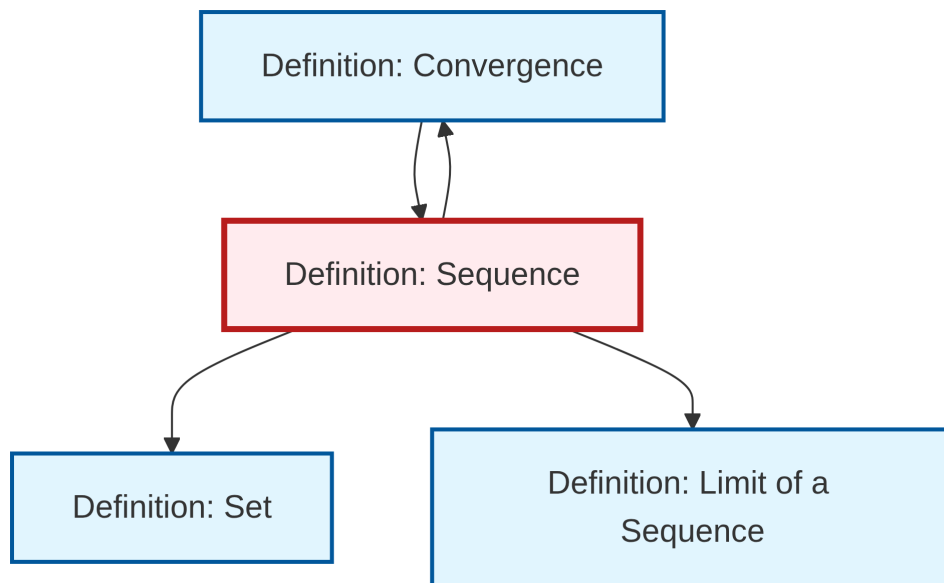 Definition: Convergence
Definition: Sequence
Definition: Set
Definition: Limit of a
Sequence